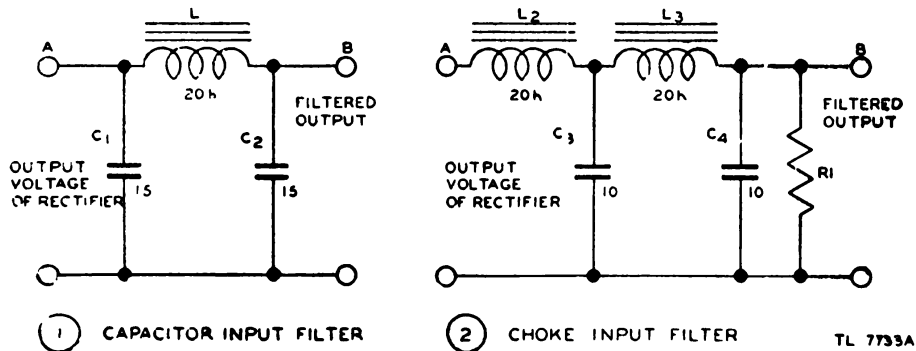 L
A
B
20h
C1
15
C2
15
OUTPUT
VOLTAGE
OF RECTIFIER
FILTERED
OUTPUT
1 CAPACITOR INPUT FILTER
L2
L3
A
B
20h
20h
C3
10
C4
10
R1
OUTPUT
VOLTAGE
OF RECTIFIER
FILTERED
OUTPUT
2 CHOKE INPUT FILTER
TL 7733A